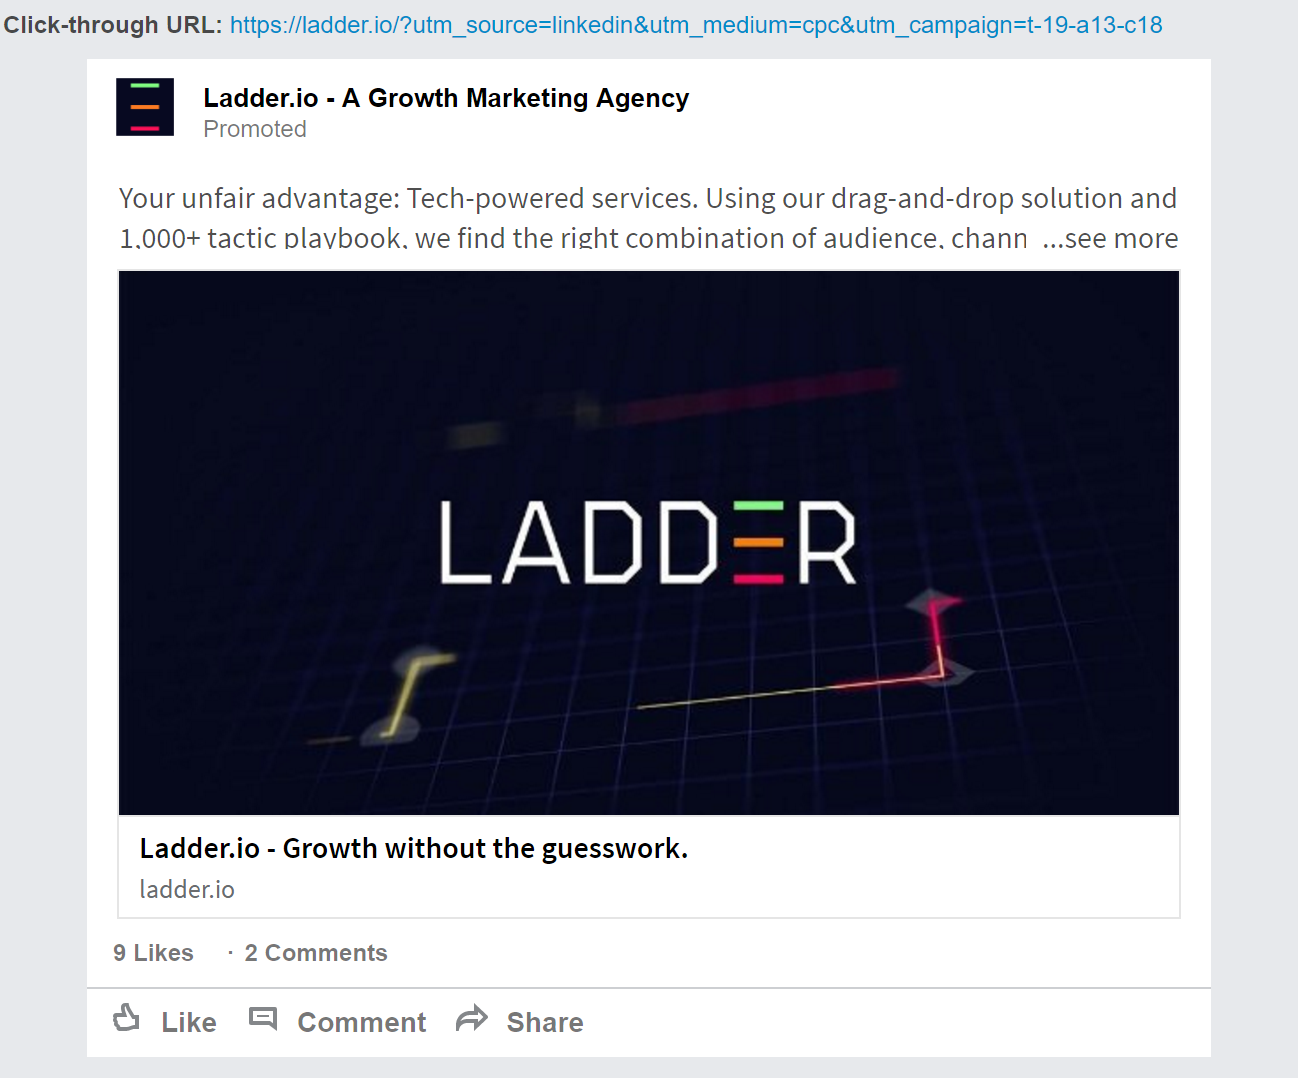 Click-through URL: https://ladder.io/?utm_source=linkedin&utm_medium=cpc&utm_campaign=t-19-a13-c18
Ladder.io - A Growth Marketing Agency
Promoted
Your unfair advantage: Tech-powered services. Using our drag-and-drop solution and
1,000+ tactic playbook, we find the right combination of audience, chann ...see more
LADDER
Ladder.io - Growth without the guesswork.
ladder.io
9 Likes · 2 Comments
Like Comment Share